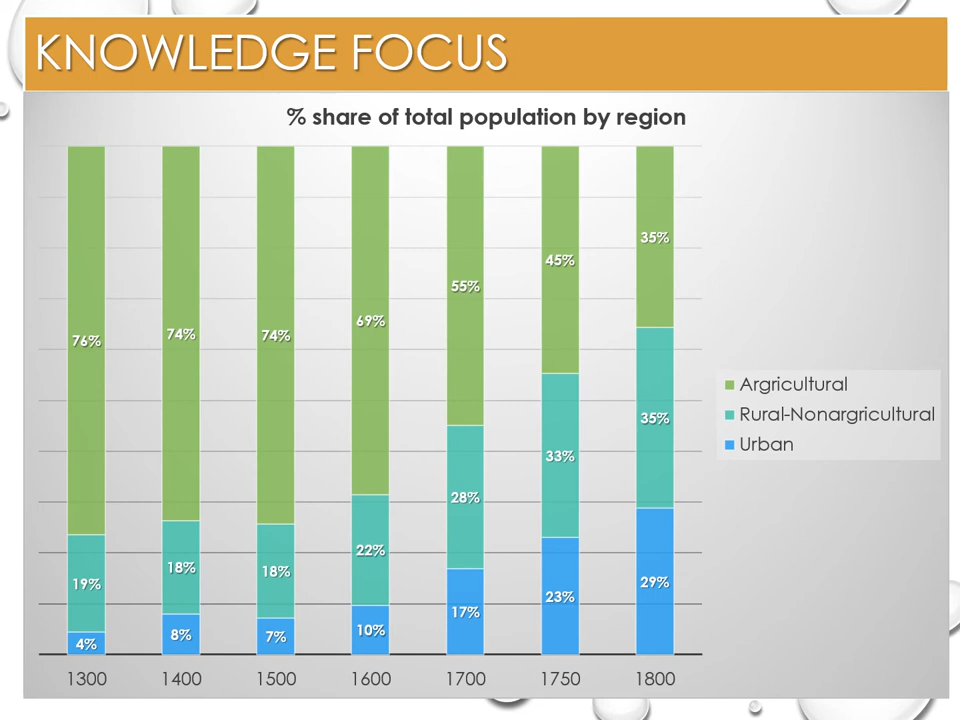 KNOWLEDGE FOCUS
% share of total population by region
76% 74% 74% 69% 55% 45% 35%
19% 18% 18% 22% 28% 33% 35%
4% 8% 7% 10% 17% 23% 29%
1300 1400 1500 1600 1700 1750 1800
Argricultural
Rural-Nonargricultural
Urban